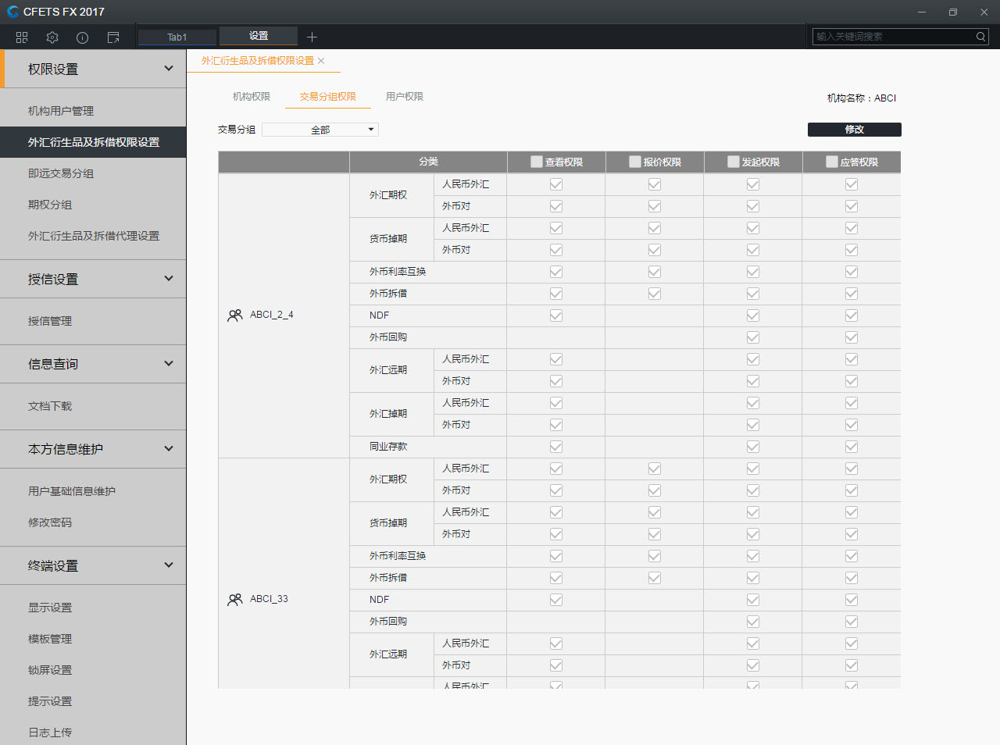 CFETS FX 2017
Tab1
设置
输入关键词搜索
权限设置
机构用户管理
外汇衍生品及拆借权限设置
即远交易分组
期权分组
外汇衍生品及拆借代理设置
授信设置
授信管理
信息查询
文档下载
本方信息维护
用户基础信息维护
修改密码
终端设置
显示设置
模板管理
锁屏设置
提示设置
日志上传
外汇衍生品及拆借权限设置
机构权限 交易分组权限 用户权限
机构名称：ABCI
交易分组 全部
修改
分类 查看权限 报价权限 发起权限 应答权限
ABCI_2_4
外汇期权 人民币外汇
外币对
货币掉期 人民币外汇
外币对
外币利率互换
外币拆借
NDF
外币回购
外汇远期 人民币外汇
外币对
外汇掉期 人民币外汇
外币对
同业存款
ABCI_33
外汇期权 人民币外汇
外币对
货币掉期 人民币外汇
外币对
外币利率互换
外币拆借
NDF
外币回购
外汇远期 人民币外汇
外币对
人民币外汇